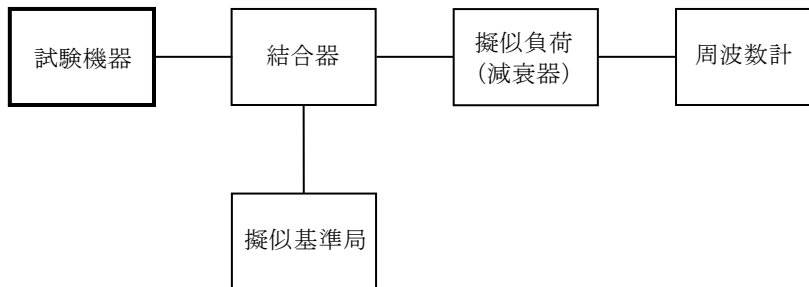 試験機器
結合器
擬似負荷
（減衰器）
周波数計
擬似基準局